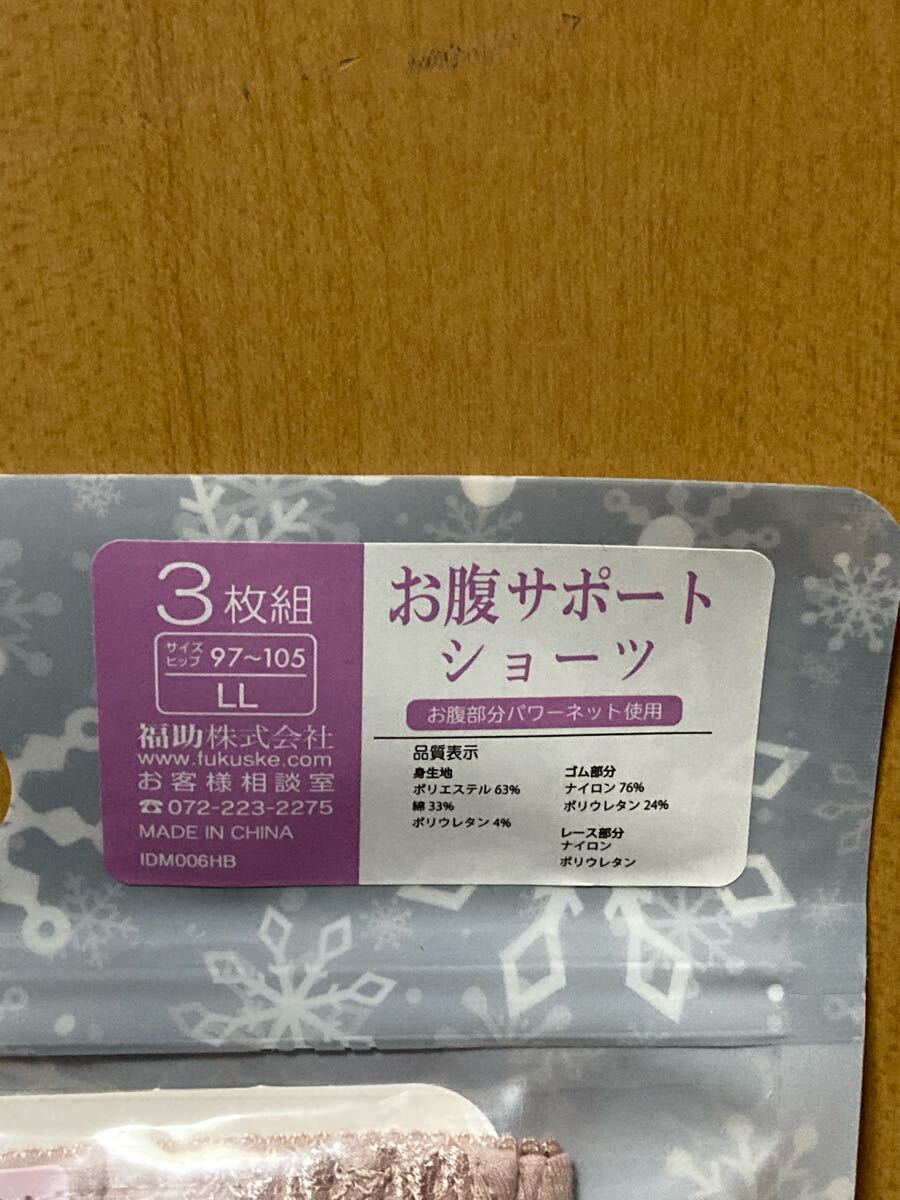 3枚組
サイズ
ヒップ 97〜105
LL
福助株式会社
www.fukuske.com
お客様相談室
☎072-223-2275
MADE IN CHINA
IDM006HB
お腹サポート
ショーツ
お腹部分パワーネット使用
品質表示
身生地
ポリエステル 63%
綿 33%
ポリウレタン 4%
ゴム部分
ナイロン 76%
ポリウレタン 24%
レース部分
ナイロン
ポリウレタン